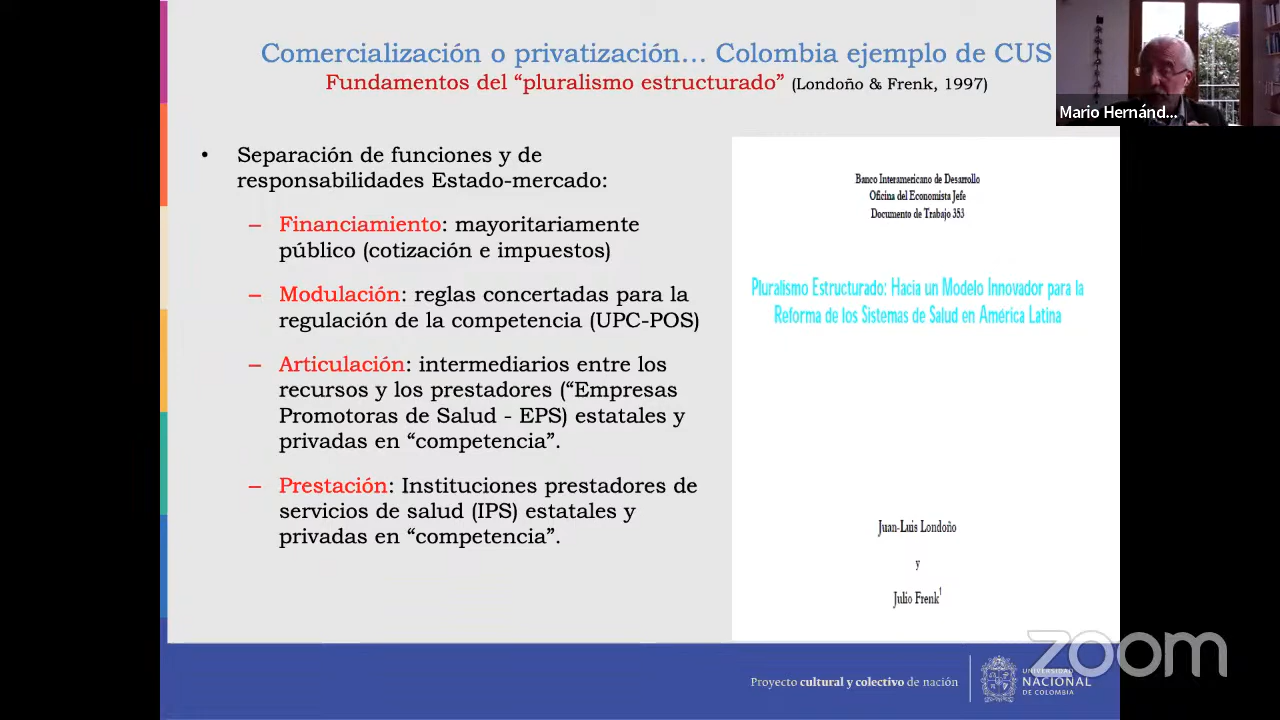 Comercialización o privatización… Colombia ejemplo de CUS
Fundamentos del “pluralismo estructurado” (Londoño & Frenk, 1997)
Mario Hernánd...
• Separación de funciones y de
responsabilidades Estado-mercado:
– Financiamiento: mayoritariamente
público (cotización e impuestos)
– Modulación: reglas concertadas para la
regulación de la competencia (UPC-POS)
– Articulación: intermediarios entre los
recursos y los prestadores (“Empresas
Promotoras de Salud - EPS) estatales y
privadas en “competencia”.
– Prestación: Instituciones prestadores de
servicios de salud (IPS) estatales y
privadas en “competencia”.
Banco Interamericano de Desarrollo
Oficina del Economista Jefe
Documento de Trabajo 353
Pluralismo Estructurado: Hacia un Modelo Innovador para la
Reforma de los Sistemas de Salud en América Latina
Juan-Luis Londoño
y
Julio Frenk¹
zoom
Proyecto cultural y colectivo de nación
UNIVERSIDAD
NACIONAL
DE COLOMBIA